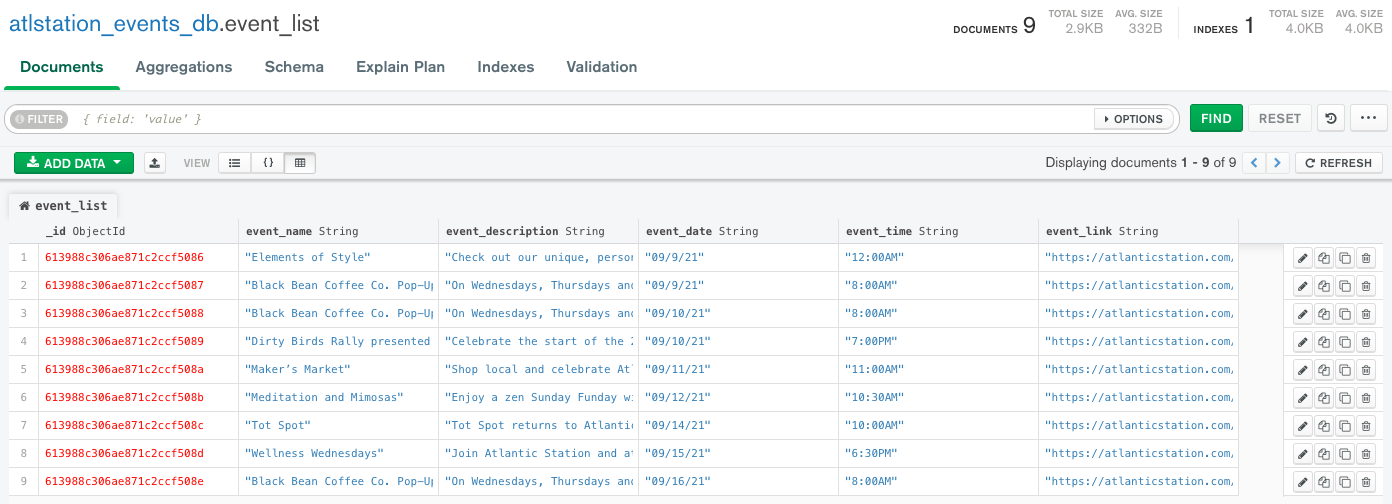 atlstation_events_db.event_list
DOCUMENTS 9 TOTAL SIZE 2.9KB AVG. SIZE 332B INDEXES 1 TOTAL SIZE 4.0KB AVG. SIZE 4.0KB
Documents Aggregations Schema Explain Plan Indexes Validation
FILTER { field: 'value' } OPTIONS FIND RESET
ADD DATA VIEW {} Displaying documents 1 - 9 of 9 REFRESH
event_list
_id ObjectId event_name String event_description String event_date String event_time String event_link String
1 613988c306ae871c2ccf5086 "Elements of Style" "Check out our unique, person "09/9/21" "12:00AM" "https://atlanticstation.com/
2 613988c306ae871c2ccf5087 "Black Bean Coffee Co. Pop-Up "On Wednesdays, Thursdays and "09/9/21" "8:00AM" "https://atlanticstation.com/
3 613988c306ae871c2ccf5088 "Black Bean Coffee Co. Pop-Up "On Wednesdays, Thursdays and "09/10/21" "8:00AM" "https://atlanticstation.com/
4 613988c306ae871c2ccf5089 "Dirty Birds Rally presented "Celebrate the start of the 2 "09/10/21" "7:00PM" "https://atlanticstation.com/
5 613988c306ae871c2ccf508a "Maker’s Market" "Shop local and celebrate Atl "09/11/21" "11:00AM" "https://atlanticstation.com/
6 613988c306ae871c2ccf508b "Meditation and Mimosas" "Enjoy a zen Sunday Funday wi "09/12/21" "10:30AM" "https://atlanticstation.com/
7 613988c306ae871c2ccf508c "Tot Spot" "Tot Spot returns to Atlantic "09/14/21" "10:00AM" "https://atlanticstation.com/
8 613988c306ae871c2ccf508d "Wellness Wednesdays" "Join Atlantic Station and at "09/15/21" "6:30PM" "https://atlanticstation.com/
9 613988c306ae871c2ccf508e "Black Bean Coffee Co. Pop-Up "On Wednesdays, Thursdays and "09/16/21" "8:00AM" "https://atlanticstation.com/